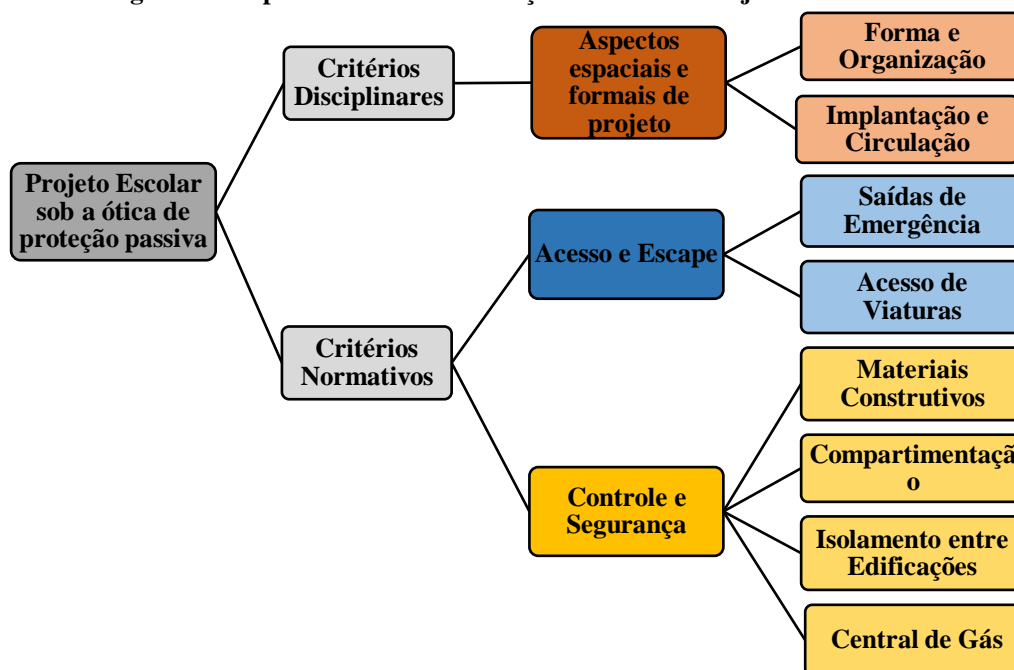 Projeto Escolar
sob a ótica de
proteção passiva
Critérios
Disciplinares
Critérios
Normativos
Aspectos
espaciais e
formais de
projeto
Acesso e Escape
Controle e
Segurança
Forma e
Organização
Implantação e
Circulação
Saídas de
Emergência
Acesso de
Viaturas
Materiais
Construtivos
Compartimentaçã
o
Isolamento entre
Edificações
Central de Gás